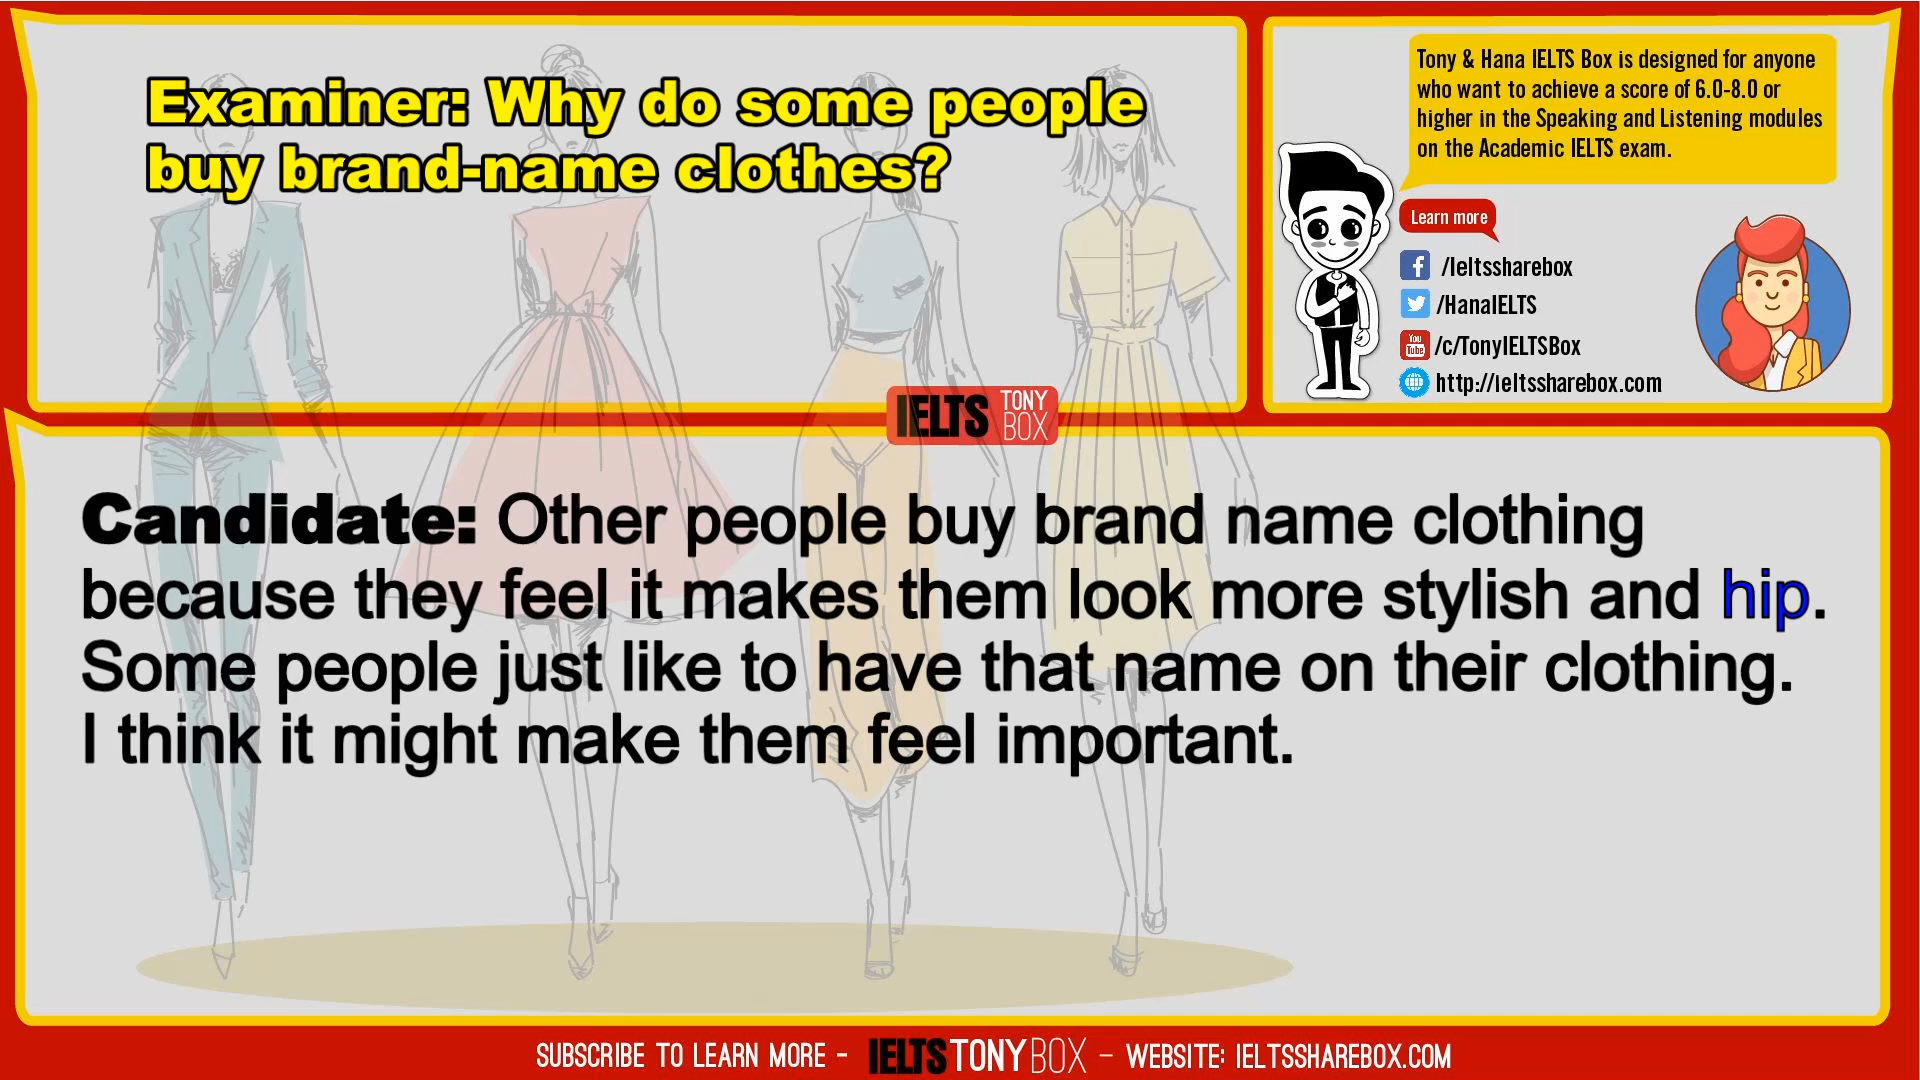 Examiner: Why do some people
buy brand-name clothes?
Tony & Hana IELTS Box is designed for anyone
who want to achieve a score of 6.0-8.0 or
higher in the Speaking and Listening modules
on the Academic IELTS exam.
Learn more
/Ieltssharebox
/HanaIELTS
You
Tube
/c/TonyIELTSBox
http://ieltssharebox.com
IELTS TONY
BOX
Candidate: Other people buy brand name clothing
because they feel it makes them look more stylish and hip.
Some people just like to have that name on their clothing.
I think it might make them feel important.
SUBSCRIBE TO LEARN MORE - IELTS TONY BOX - WEBSITE: IELTSSHAREBOX.COM